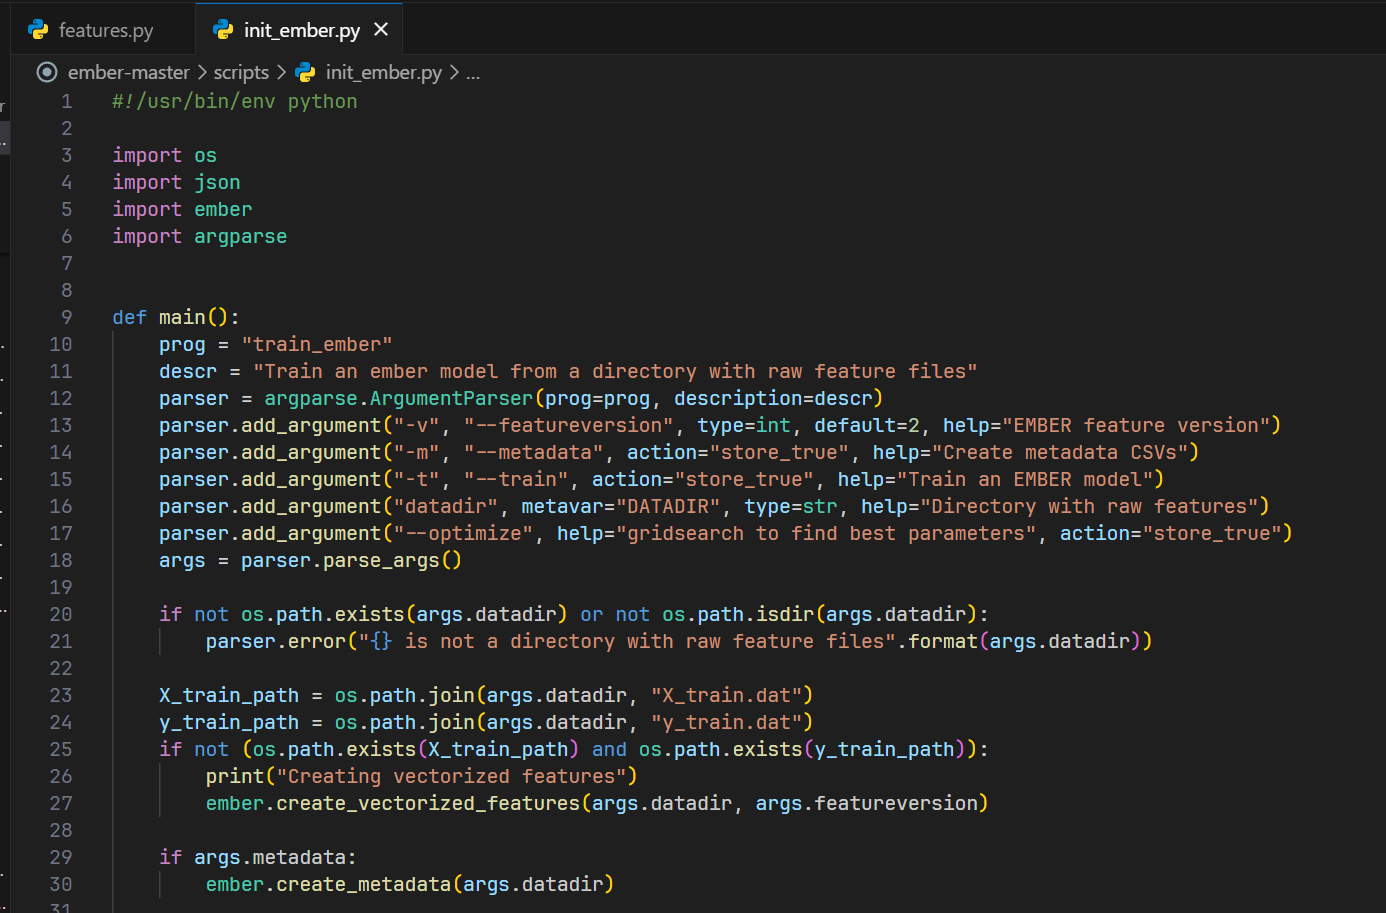 features.py
init_ember.py
ember-master > scripts > init_ember.py > ...
1 #!/usr/bin/env python
2
3 import os
4 import json
5 import ember
6 import argparse
7
8
9 def main():
10     prog = "train_ember"
11     descr = "Train an ember model from a directory with raw feature files"
12     parser = argparse.ArgumentParser(prog=prog, description=descr)
13     parser.add_argument("-v", "--featureversion", type=int, default=2, help="EMBER feature version")
14     parser.add_argument("-m", "--metadata", action="store_true", help="Create metadata CSVs")
15     parser.add_argument("-t", "--train", action="store_true", help="Train an EMBER model")
16     parser.add_argument("datadir", metavar="DATADIR", type=str, help="Directory with raw features")
17     parser.add_argument("--optimize", help="gridsearch to find best parameters", action="store_true")
18     args = parser.parse_args()
19
20     if not os.path.exists(args.datadir) or not os.path.isdir(args.datadir):
21         parser.error("{} is not a directory with raw feature files".format(args.datadir))
22
23     X_train_path = os.path.join(args.datadir, "X_train.dat")
24     y_train_path = os.path.join(args.datadir, "y_train.dat")
25     if not (os.path.exists(X_train_path) and os.path.exists(y_train_path)):
26         print("Creating vectorized features")
27         ember.create_vectorized_features(args.datadir, args.featureversion)
28
29     if args.metadata:
30         ember.create_metadata(args.datadir)
31